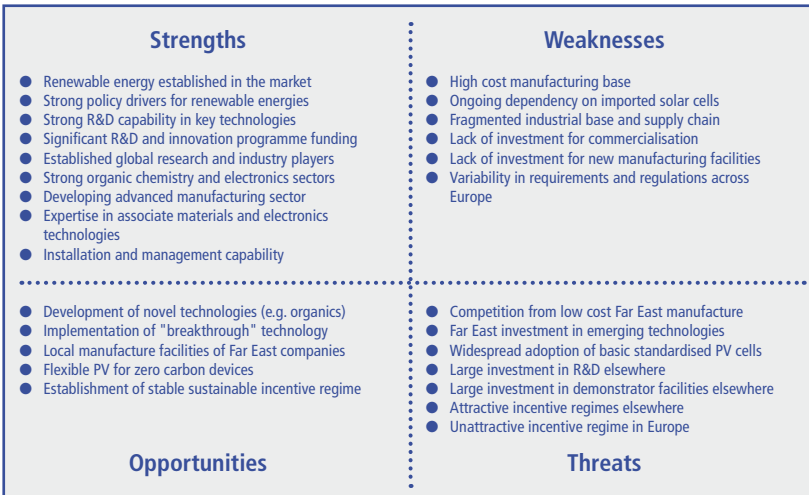 Strengths
● Renewable energy established in the market
● Strong policy drivers for renewable energies
● Strong R&D capability in key technologies
● Significant R&D and innovation programme funding
● Established global research and industry players
● Strong organic chemistry and electronics sectors
● Developing advanced manufacturing sector
● Expertise in associate materials and electronics
technologies
● Installation and management capability
Weaknesses
● High cost manufacturing base
● Ongoing dependency on imported solar cells
● Fragmented industrial base and supply chain
● Lack of investment for commercialisation
● Lack of investment for new manufacturing facilities
● Variability in requirements and regulations across
Europe
● Development of novel technologies (e.g. organics)
● Implementation of "breakthrough" technology
● Local manufacture facilities of Far East companies
● Flexible PV for zero carbon devices
● Establishment of stable sustainable incentive regime
Opportunities
● Competition from low cost Far East manufacture
● Far East investment in emerging technologies
● Widespread adoption of basic standardised PV cells
● Large investment in R&D elsewhere
● Large investment in demonstrator facilities elsewhere
● Attractive incentive regimes elsewhere
● Unattractive incentive regime in Europe
Threats